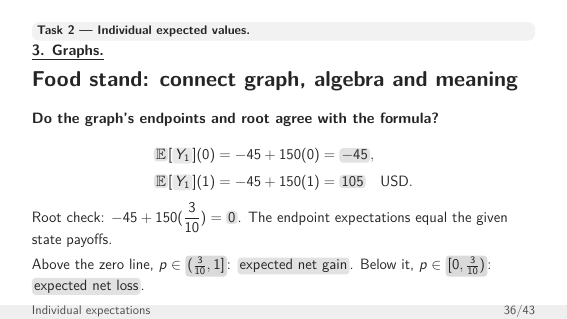 Task 2 — Individual expected values.
3. Graphs.
Food stand: connect graph, algebra and meaning
Do the graph's endpoints and root agree with the formula?
𝔼[Y₁](0) = −45 + 150(0) = −45,
𝔼[Y₁](1) = −45 + 150(1) = 105 USD.
Root check: −45 + 150(3/10) = 0. The endpoint expectations equal the given
state payoffs.
Above the zero line, p ∈ (3/10, 1]: expected net gain. Below it, p ∈ [0, 3/10):
expected net loss.
Individual expectations 36/43